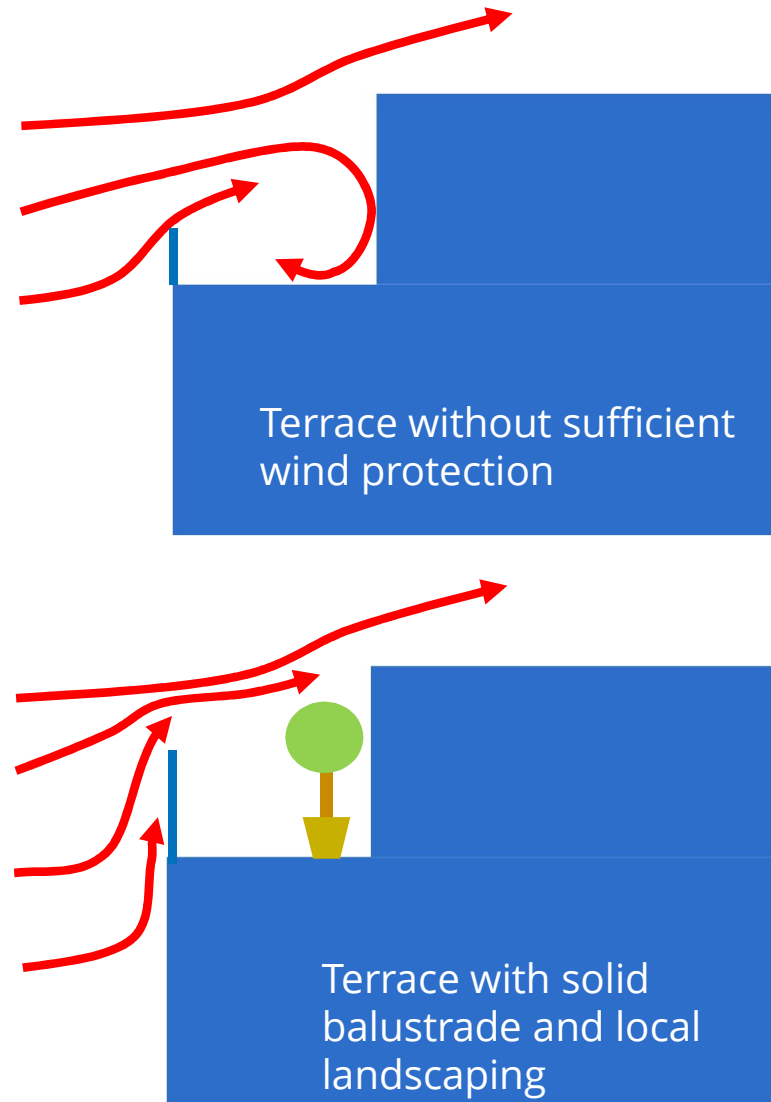 Terrace without sufficient
wind protection
Terrace with solid
balustrade and local
landscaping